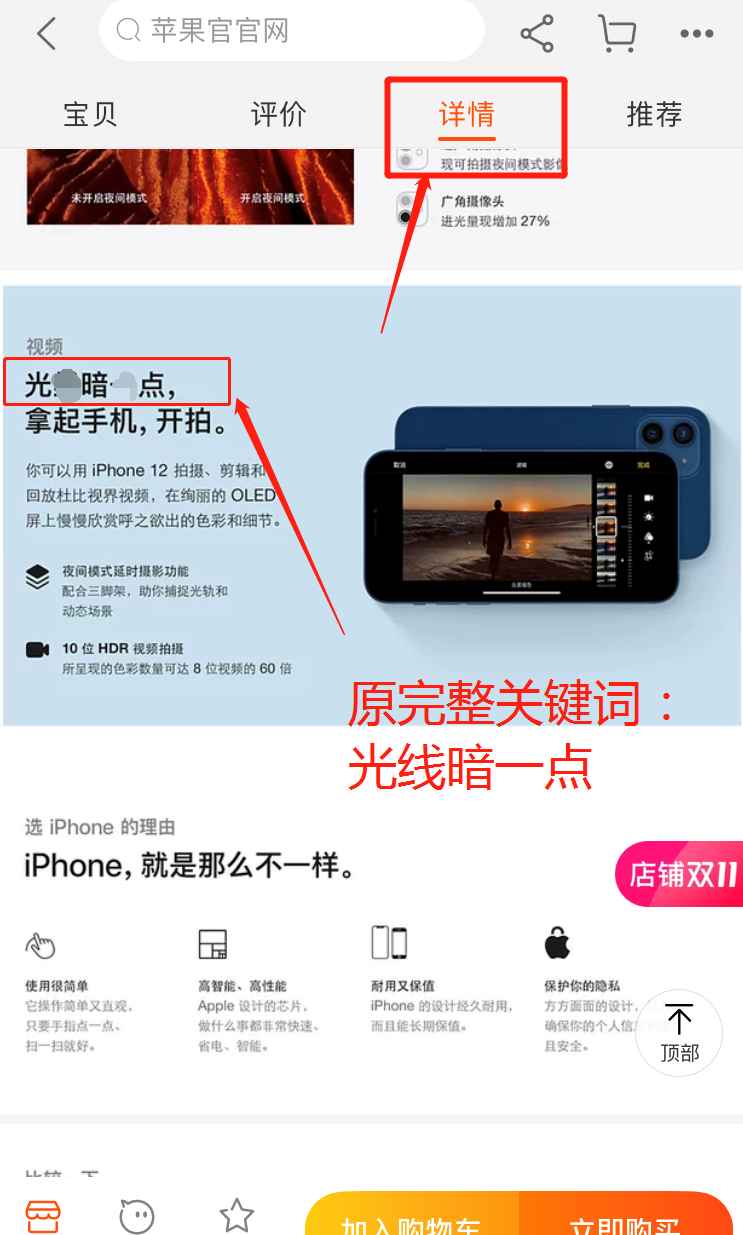 苹果官官网
宝贝 评价 详情 推荐
未开启夜间模式 开启夜间模式
现可拍摄夜间模式影像
广角摄像头
进光量现增加 27%
视频
光 暗 点，
拿起手机，开拍。
你可以用 iPhone 12 拍摄、剪辑和
回放杜比视界视频，在绚丽的 OLED
屏上慢慢欣赏呼之欲出的色彩和细节。
取消 滤镜 完成
夜间模式延时摄影功能
配合三脚架，助你捕捉光轨和
动态场景
10 位 HDR 视频拍摄
所呈现的色彩数量可达 8 位视频的 60 倍
原完整关键词：
光线暗一点
选 iPhone 的理由
iPhone，就是那么不一样。
店铺双11
使用很简单
它操作简单又直观，
只要手指点一点、
扫一扫就好。
高智能、高性能
Apple 设计的芯片，
做什么事都非常快速、
省电、智能。
耐用又保值
iPhone 的设计经久耐用，
而且能长期保值。
保护你的隐私
方方面面的设计，
确保你的个人信
且安全。
顶部
加入购物车 立即购买